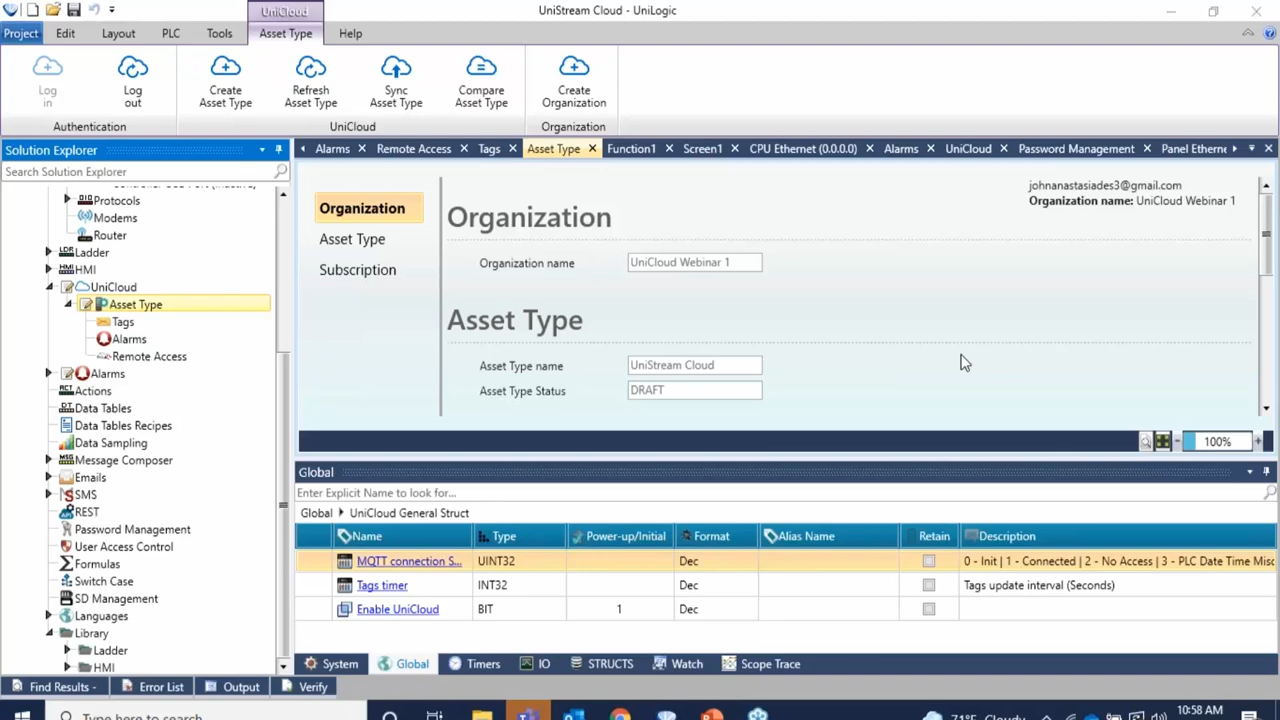 UniCloud
UniStream Cloud - UniLogic
Project Edit Layout PLC Tools Asset Type Help
Log in
Log out
Create Asset Type
Refresh Asset Type
Sync Asset Type
Compare Asset Type
Create Organization
Authentication
UniCloud
Organization
Solution Explorer
Alarms Remote Access Tags Asset Type Function1 Screen1 CPU Ethernet (0.0.0.0) Alarms UniCloud Password Management Panel Etherne
Search Solution Explorer
Protocols
Modems
Router
Ladder
HMI
UniCloud
Asset Type
Tags
Alarms
Remote Access
Alarms
Actions
Data Tables
Data Tables Recipes
Data Sampling
Message Composer
Emails
SMS
REST
Password Management
User Access Control
Formulas
Switch Case
SD Management
Languages
Library
Ladder
HMI
Organization
Asset Type
Subscription
johnanastasiades3@gmail.com
Organization name: UniCloud Webinar 1
Organization
Organization name UniCloud Webinar 1
Asset Type
Asset Type name UniStream Cloud
Asset Type Status DRAFT
100%
Global
Enter Explicit Name to look for...
Global UniCloud General Struct
Name Type Power-up/Initial Format Alias Name Retain Description
MQTT connection S... UINT32 Dec 0 - Init | 1 - Connected | 2 - No Access | 3 - PLC Date Time Misc
Tags timer INT32 Dec Tags update interval (Seconds)
Enable UniCloud BIT 1 Dec
System Global Timers IO STRUCTS Watch Scope Trace
Find Results - Error List Output Verify
Type here to search
71°F Cloudy
10:58 AM